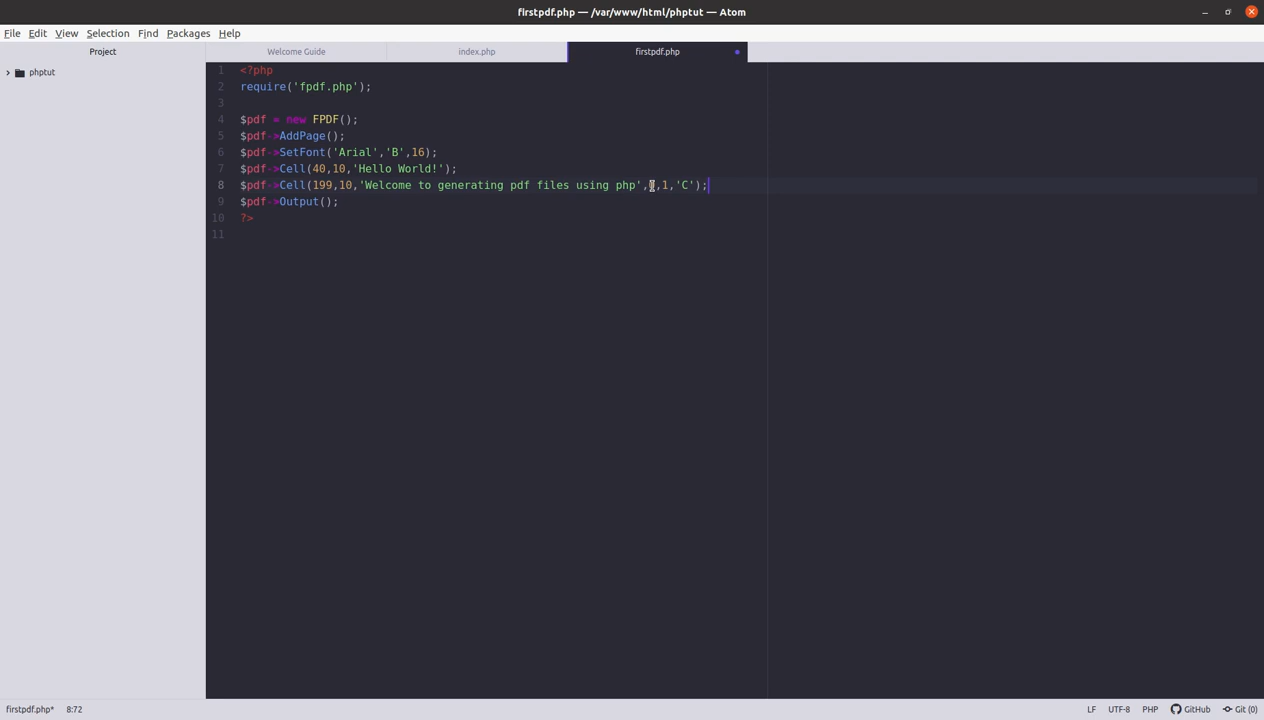 firstpdf.php — /var/www/html/phptut — Atom
File Edit View Selection Find Packages Help
Project
Welcome Guide index.php firstpdf.php
phptut
1 <?php
2 require('fpdf.php');
3
4 $pdf = new FPDF();
5 $pdf->AddPage();
6 $pdf->SetFont('Arial','B',16);
7 $pdf->Cell(40,10,'Hello World!');
8 $pdf->Cell(199,10,'Welcome to generating pdf files using php', ,1,'C');
9 $pdf->Output();
10 ?>
11
firstpdf.php* 8:72 LF UTF-8 PHP GitHub Git (0)